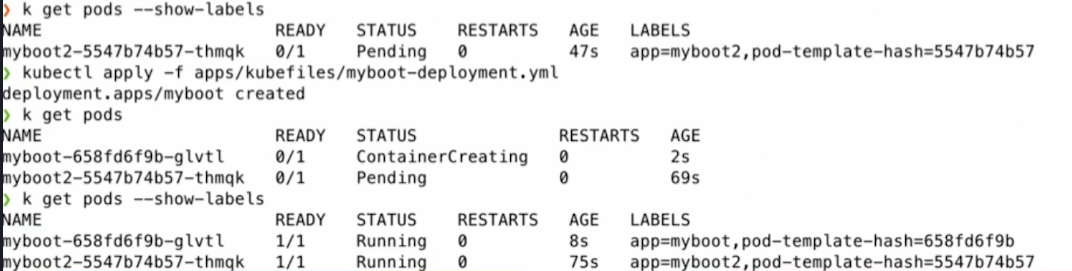 ❯ k get pods --show-labels
NAME READY STATUS RESTARTS AGE LABELS
myboot2-5547b74b57-thmqk 0/1 Pending 0 47s app=myboot2,pod-template-hash=5547b74b57
❯ kubectl apply -f apps/kubefiles/myboot-deployment.yml
deployment.apps/myboot created
❯ k get pods
NAME READY STATUS RESTARTS AGE
myboot-658fd6f9b-glvtl 0/1 ContainerCreating 0 2s
myboot2-5547b74b57-thmqk 0/1 Pending 0 69s
❯ k get pods --show-labels
NAME READY STATUS RESTARTS AGE LABELS
myboot-658fd6f9b-glvtl 1/1 Running 0 8s app=myboot,pod-template-hash=658fd6f9b
myboot2-5547b74b57-thmqk 1/1 Running 0 75s app=myboot2,pod-template-hash=5547b74b57